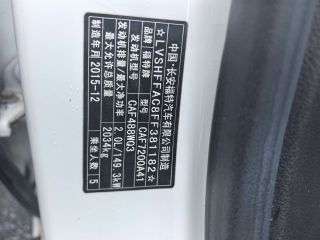 中国·长安福特汽车有限公司制造
☆LVSHFFAC8FF381182☆
品牌 福特牌 型号 CAF7200A41
发动机型号 CAF488WQ3
发动机排量/最大净功率 2.0L/149.3kW
最大允许总质量 2034kg
制造年月 2015-12 乘坐人数 5